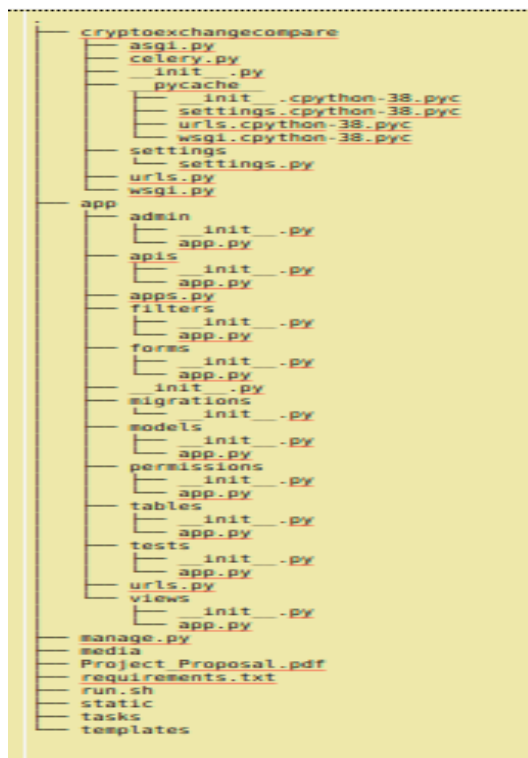 .
├── cryptoexchangecompare
│   ├── asgi.py
│   ├── celery.py
│   ├── __init__.py
│   ├── __pycache__
│   │   ├── __init__.cpython-38.pyc
│   │   ├── settings.cpython-38.pyc
│   │   ├── urls.cpython-38.pyc
│   │   └── wsgi.cpython-38.pyc
│   ├── settings
│   │   └── settings.py
│   ├── urls.py
│   └── wsgi.py
├── app
│   ├── admin
│   │   ├── __init__.py
│   │   └── app.py
│   ├── apis
│   │   ├── __init__.py
│   │   └── app.py
│   ├── apps.py
│   ├── filters
│   │   ├── __init__.py
│   │   └── app.py
│   ├── forms
│   │   ├── __init__.py
│   │   └── app.py
│   ├── __init__.py
│   ├── migrations
│   │   └── __init__.py
│   ├── models
│   │   ├── __init__.py
│   │   └── app.py
│   ├── permissions
│   │   ├── __init__.py
│   │   └── app.py
│   ├── tables
│   │   ├── __init__.py
│   │   └── app.py
│   ├── tests
│   │   ├── __init__.py
│   │   └── app.py
│   ├── urls.py
│   └── views
│       ├── __init__.py
│       └── app.py
├── manage.py
├── media
├── Project_Proposal.pdf
├── requirements.txt
├── run.sh
├── static
├── tasks
├── templates